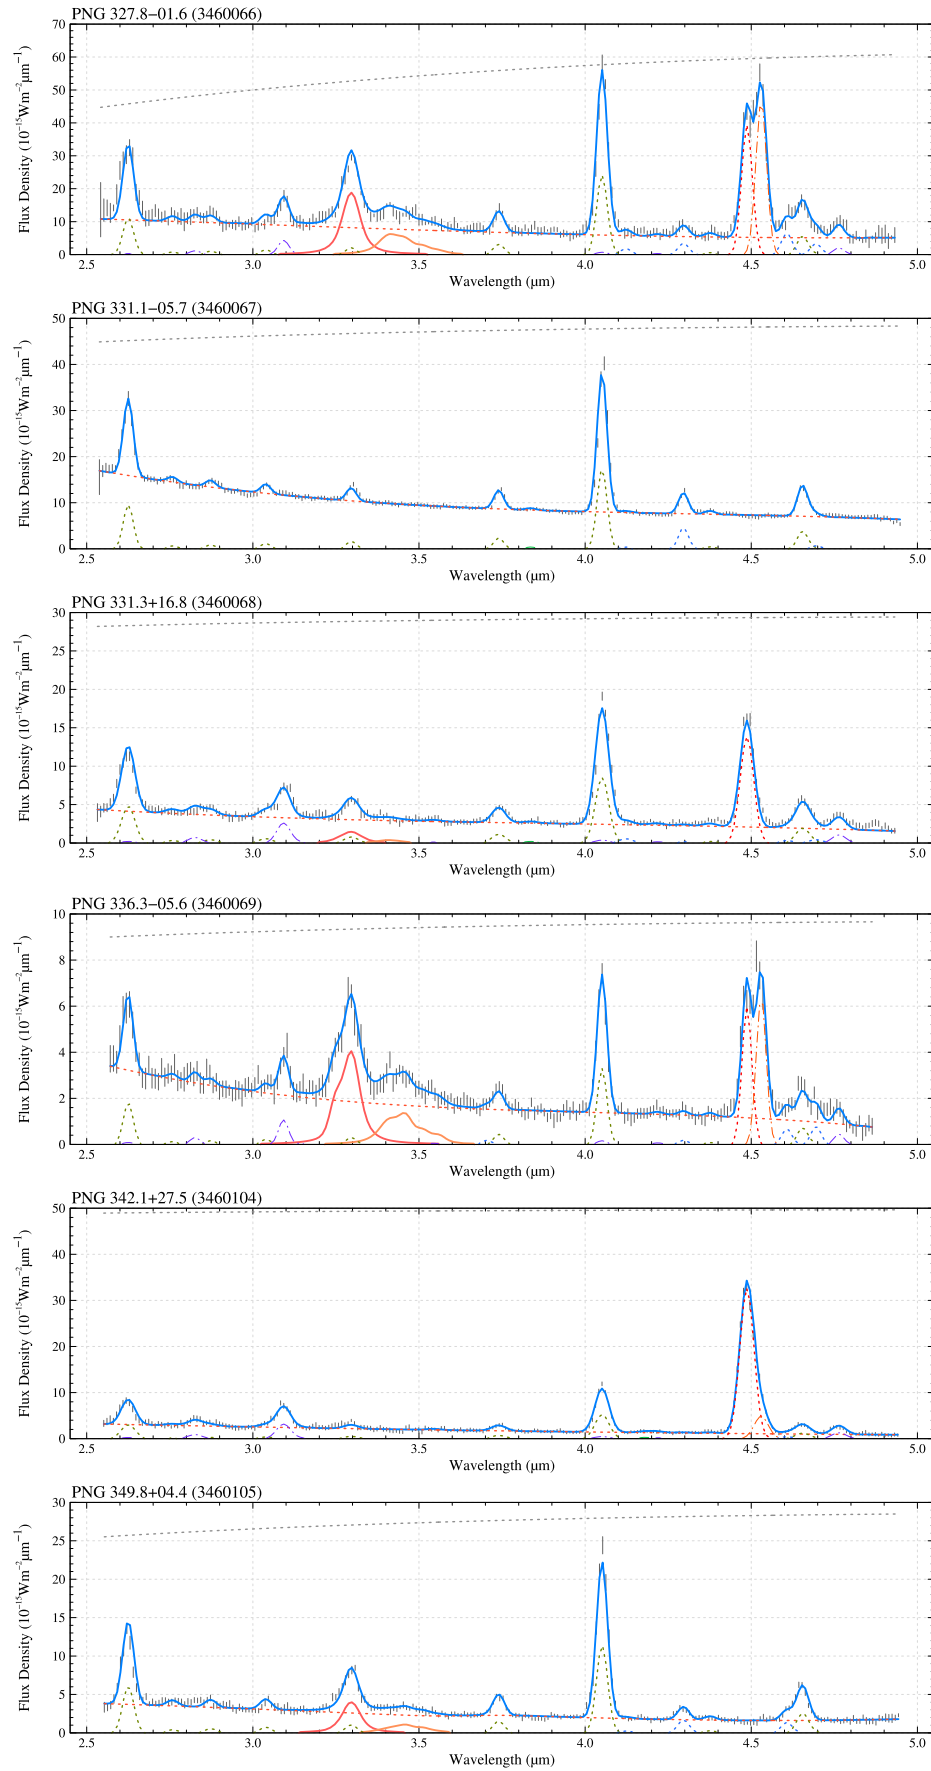 PNG 327.8−01.6 (3460066)
70
60
50
40
30
20
10
0
Flux Density (10⁻¹⁵Wm⁻²μm⁻¹)
2.5 3.0 3.5 4.0 4.5 5.0
Wavelength (μm)
PNG 331.1−05.7 (3460067)
50
40
30
20
10
0
Flux Density (10⁻¹⁵Wm⁻²μm⁻¹)
2.5 3.0 3.5 4.0 4.5 5.0
Wavelength (μm)
PNG 331.3+16.8 (3460068)
30
25
20
15
10
5
0
Flux Density (10⁻¹⁵Wm⁻²μm⁻¹)
2.5 3.0 3.5 4.0 4.5 5.0
Wavelength (μm)
PNG 336.3−05.6 (3460069)
10
8
6
4
2
0
Flux Density (10⁻¹⁵Wm⁻²μm⁻¹)
2.5 3.0 3.5 4.0 4.5 5.0
Wavelength (μm)
PNG 342.1+27.5 (3460104)
50
40
30
20
10
0
Flux Density (10⁻¹⁵Wm⁻²μm⁻¹)
2.5 3.0 3.5 4.0 4.5 5.0
Wavelength (μm)
PNG 349.8+04.4 (3460105)
30
25
20
15
10
5
0
Flux Density (10⁻¹⁵Wm⁻²μm⁻¹)
2.5 3.0 3.5 4.0 4.5 5.0
Wavelength (μm)